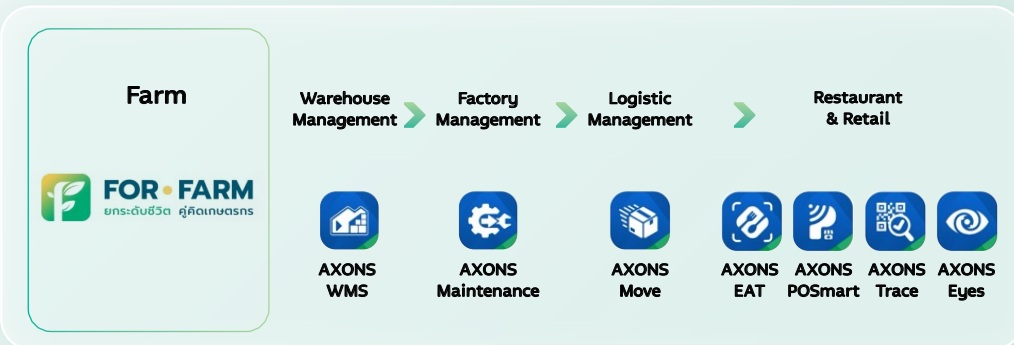 Farm
FOR FARM
ยกระดับชีวิต คู่คิดเกษตรกร
Warehouse
Management
Factory
Management
Logistic
Management
Restaurant
& Retail
AXONS
WMS
AXONS
Maintenance
AXONS
Move
AXONS
EAT
AXONS
POSmart
AXONS
Trace
AXONS
Eyes